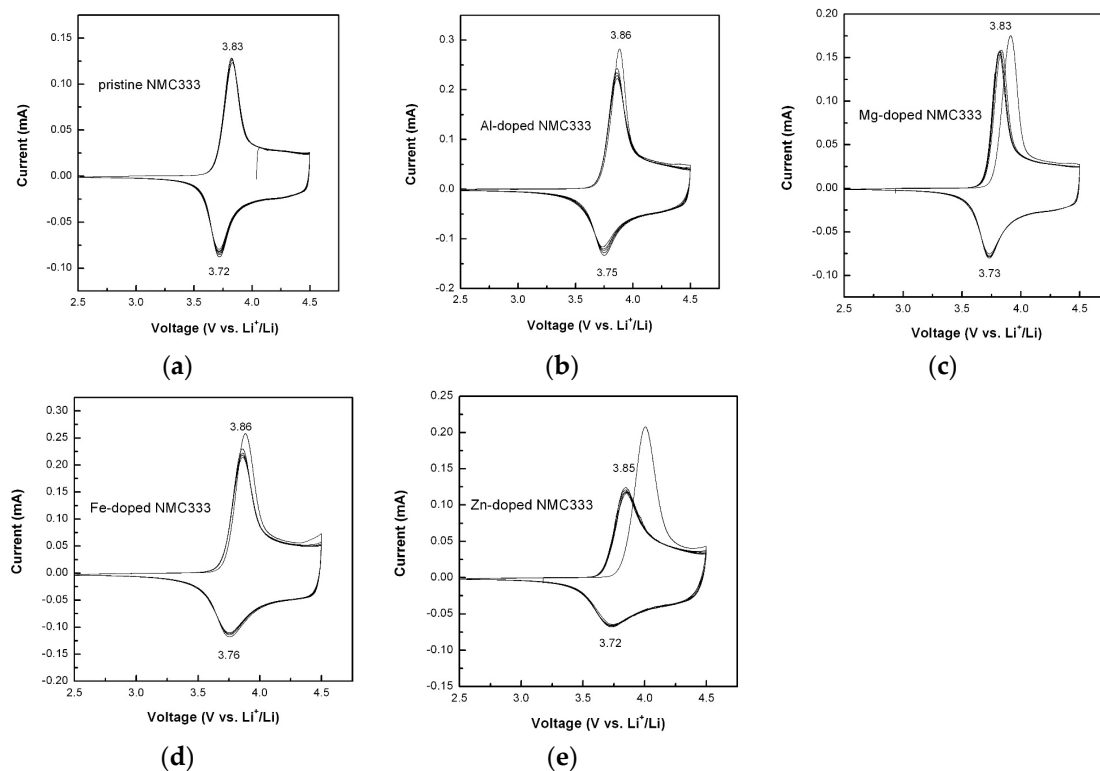 0.15
0.10
0.05
0.00
-0.05
-0.10
Current (mA)
3.83
pristine NMC333
3.72
2.5 3.0 3.5 4.0 4.5
Voltage (V vs. Li⁺/Li)
(a)
0.3
0.2
0.1
0.0
-0.1
-0.2
Current (mA)
3.86
Al-doped NMC333
3.75
2.5 3.0 3.5 4.0 4.5
Voltage (V vs. Li⁺/Li)
(b)
0.20
0.15
0.10
0.05
0.00
-0.05
-0.10
Current (mA)
3.83
Mg-doped NMC333
3.73
2.5 3.0 3.5 4.0 4.5
Voltage (V vs. Li⁺/Li)
(c)
0.30
0.25
0.20
0.15
0.10
0.05
0.00
-0.05
-0.10
-0.15
-0.20
Current (mA)
3.86
Fe-doped NMC333
3.76
2.5 3.0 3.5 4.0 4.5
Voltage (V vs. Li⁺/Li)
(d)
0.25
0.20
0.15
0.10
0.05
0.00
-0.05
-0.10
-0.15
Current (mA)
3.85
Zn-doped NMC333
3.72
2.5 3.0 3.5 4.0 4.5
Voltage (V vs. Li⁺/Li)
(e)